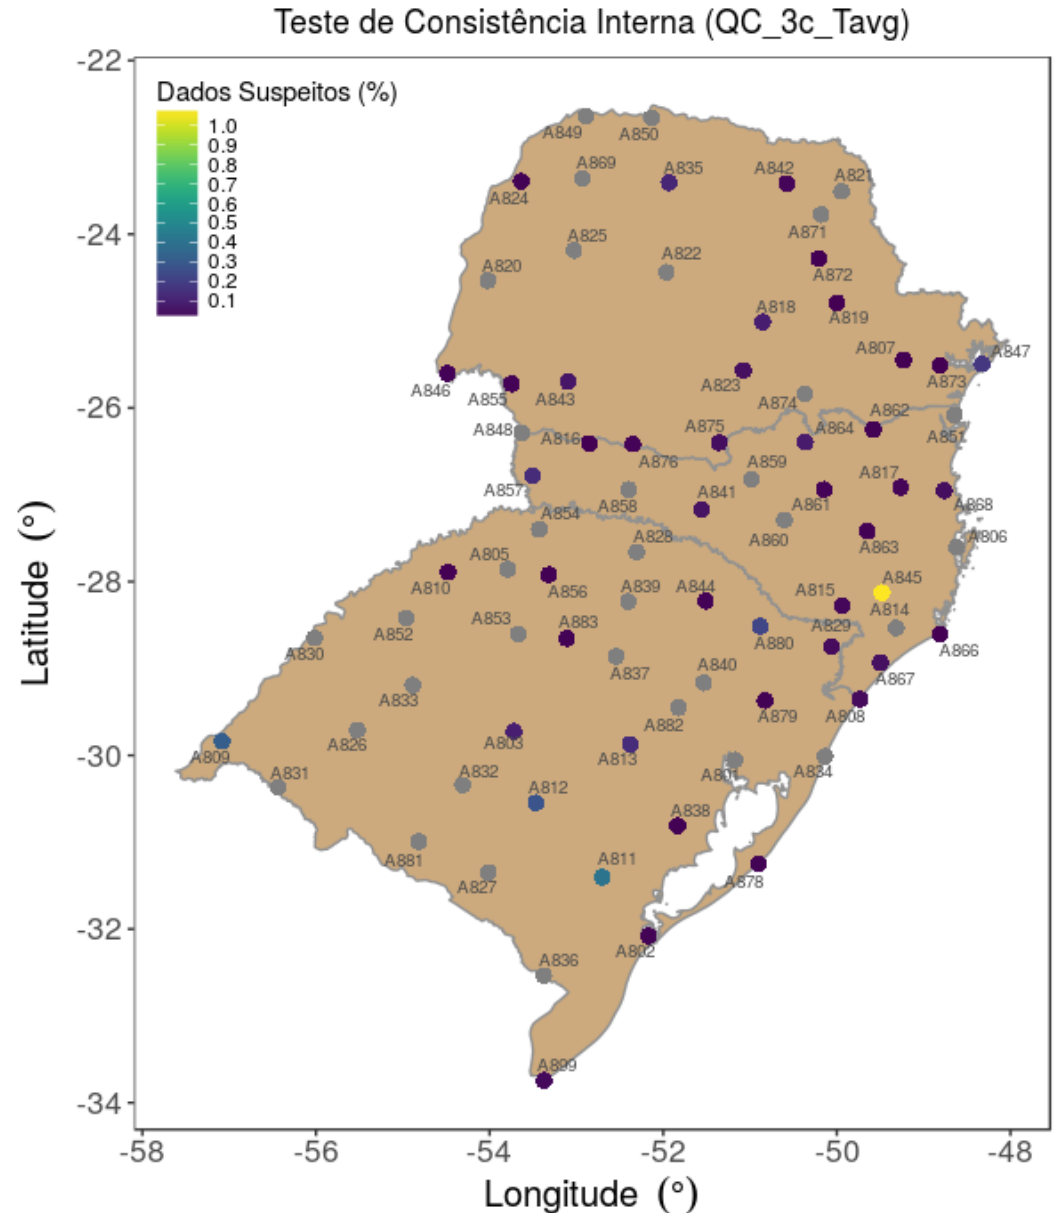 Teste de Consistência Interna (QC_3c_Tavg)
Dados Suspeitos (%)
1.0
0.9
0.8
0.7
0.6
0.5
0.4
0.3
0.2
0.1
-22
-24
-26
-28
-30
-32
-34
Latitude (°)
A849
A850
A869
A835
A842
A821
A824
A871
A825
A822
A872
A820
A818
A819
A807
A847
A846
A855
A843
A823
A873
A874
A862
A848
A816
A875
A864
A851
A876
A859
A817
A857
A858
A841
A861
A868
A854
A828
A860
A863
A806
A805
A810
A856
A839
A844
A815
A845
A814
A852
A853
A883
A880
A829
A830
A837
A840
A866
A867
A833
A882
A879
A808
A826
A803
A813
A809
A831
A832
A812
A801
A834
A838
A881
A827
A811
A878
A802
A836
A899
-58
-56
-54
-52
-50
-48
Longitude (°)